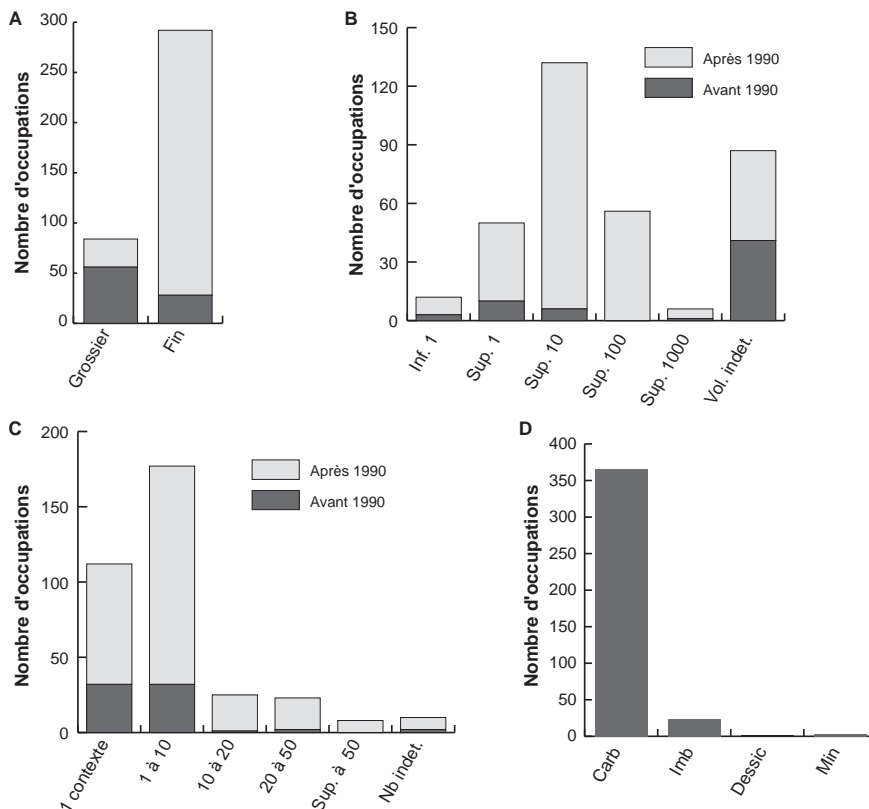 A
Nombre d'occupations
300
250
200
150
100
50
0
Grossier
Fin
B
Nombre d'occupations
150
120
90
60
30
0
Après 1990
Avant 1990
Inf. 1
Sup. 1
Sup. 10
Sup. 100
Sup. 1000
Vol. indet.
C
Nombre d'occupations
200
150
100
50
0
Après 1990
Avant 1990
1 contexte
1 à 10
10 à 20
20 à 50
Sup. à 50
Nb indet.
D
Nombre d'occupations
400
350
300
250
200
150
100
50
0
Carb
Imb
Dessic
Min